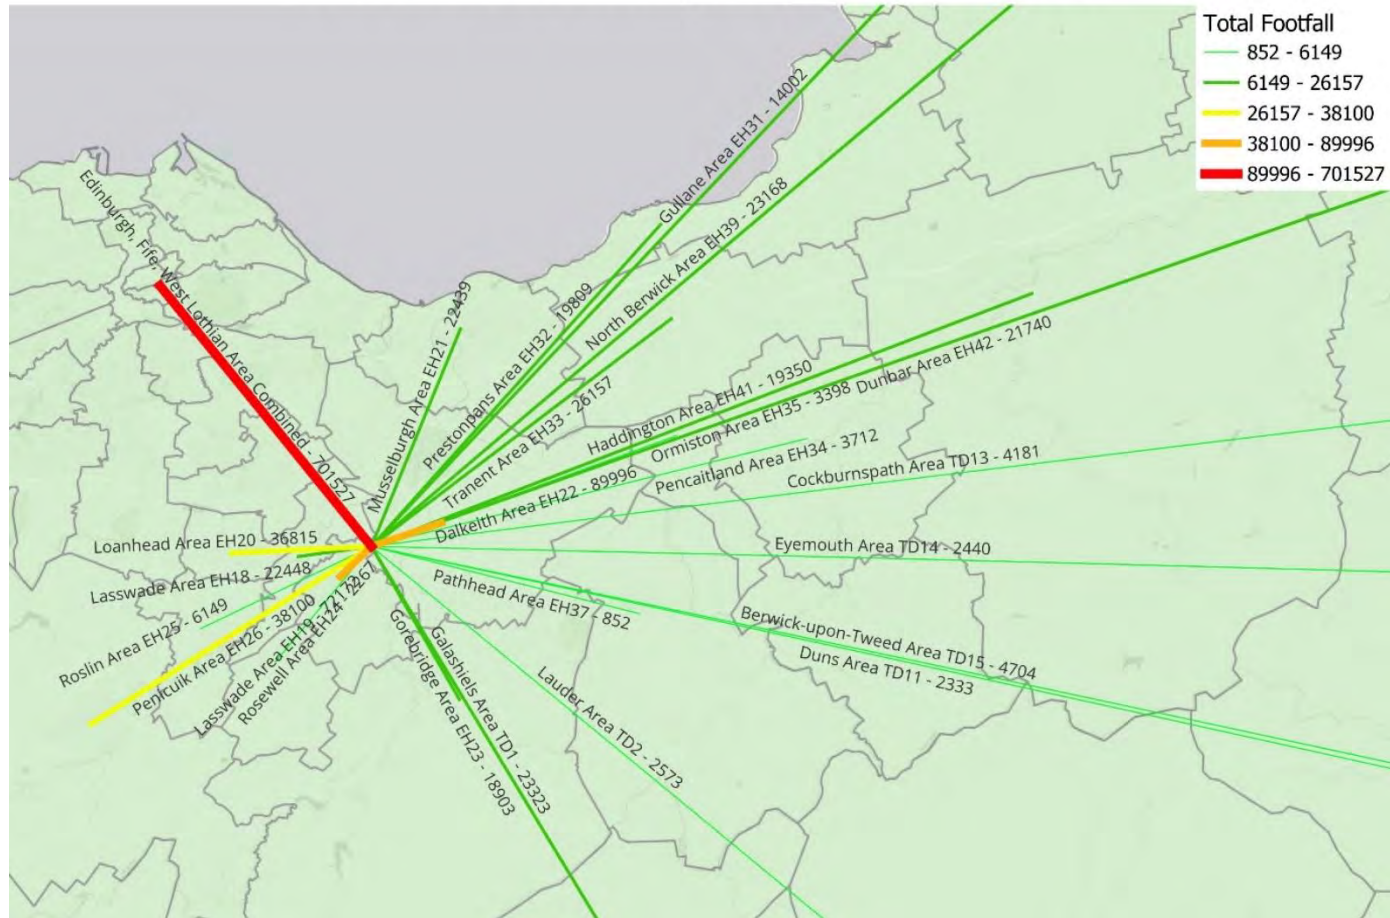 Total Footfall
852 - 6149
6149 - 26157
26157 - 38100
38100 - 89996
89996 - 701527
Edinburgh, Fife, West Lothian Area Combined - 701527
Gullane Area EH31 - 14002
North Berwick Area EH39 - 23168
Musselburgh Area EH21 - 22439
Prestonpans Area EH32 - 19809
Tranent Area EH33 - 26157
Haddington Area EH41 - 19350
Dunbar Area EH42 - 21740
Ormiston Area EH35 - 3398
Pencaitland Area EH34 - 3712
Cockburnspath Area TD13 - 4181
Dalkeith Area EH22 - 89996
Loanhead Area EH20 - 36815
Eyemouth Area TD14 - 2440
Lasswade Area EH18 - 22448
Pathhead Area EH37 - 852
Roslin Area EH25 - 6149
Penicuik Area EH26 - 38100
Lasswade Area EH19
Rosewell Area EH24
Berwick-upon-Tweed Area TD15 - 4704
Duns Area TD11 - 2333
Gorebridge Area EH23 - 18903
Galashiels Area TD1 - 23323
Lauder Area TD2 - 2573